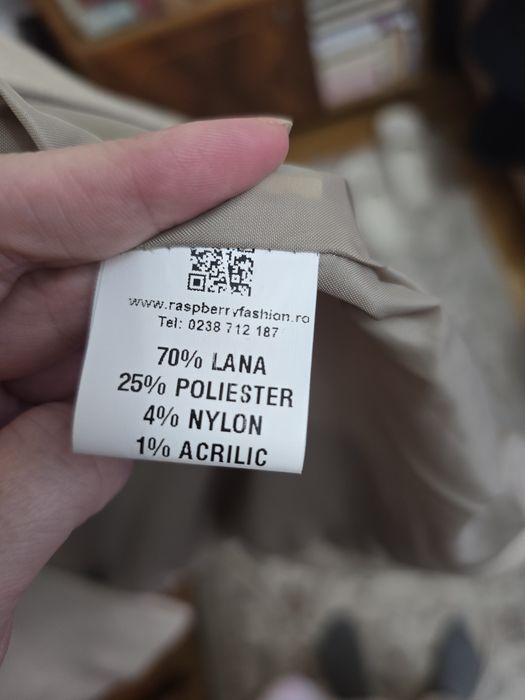 www.raspberryfashion.ro
Tel: 0238 712 187
70% LANA
25% POLIESTER
4% NYLON
1% ACRILIC